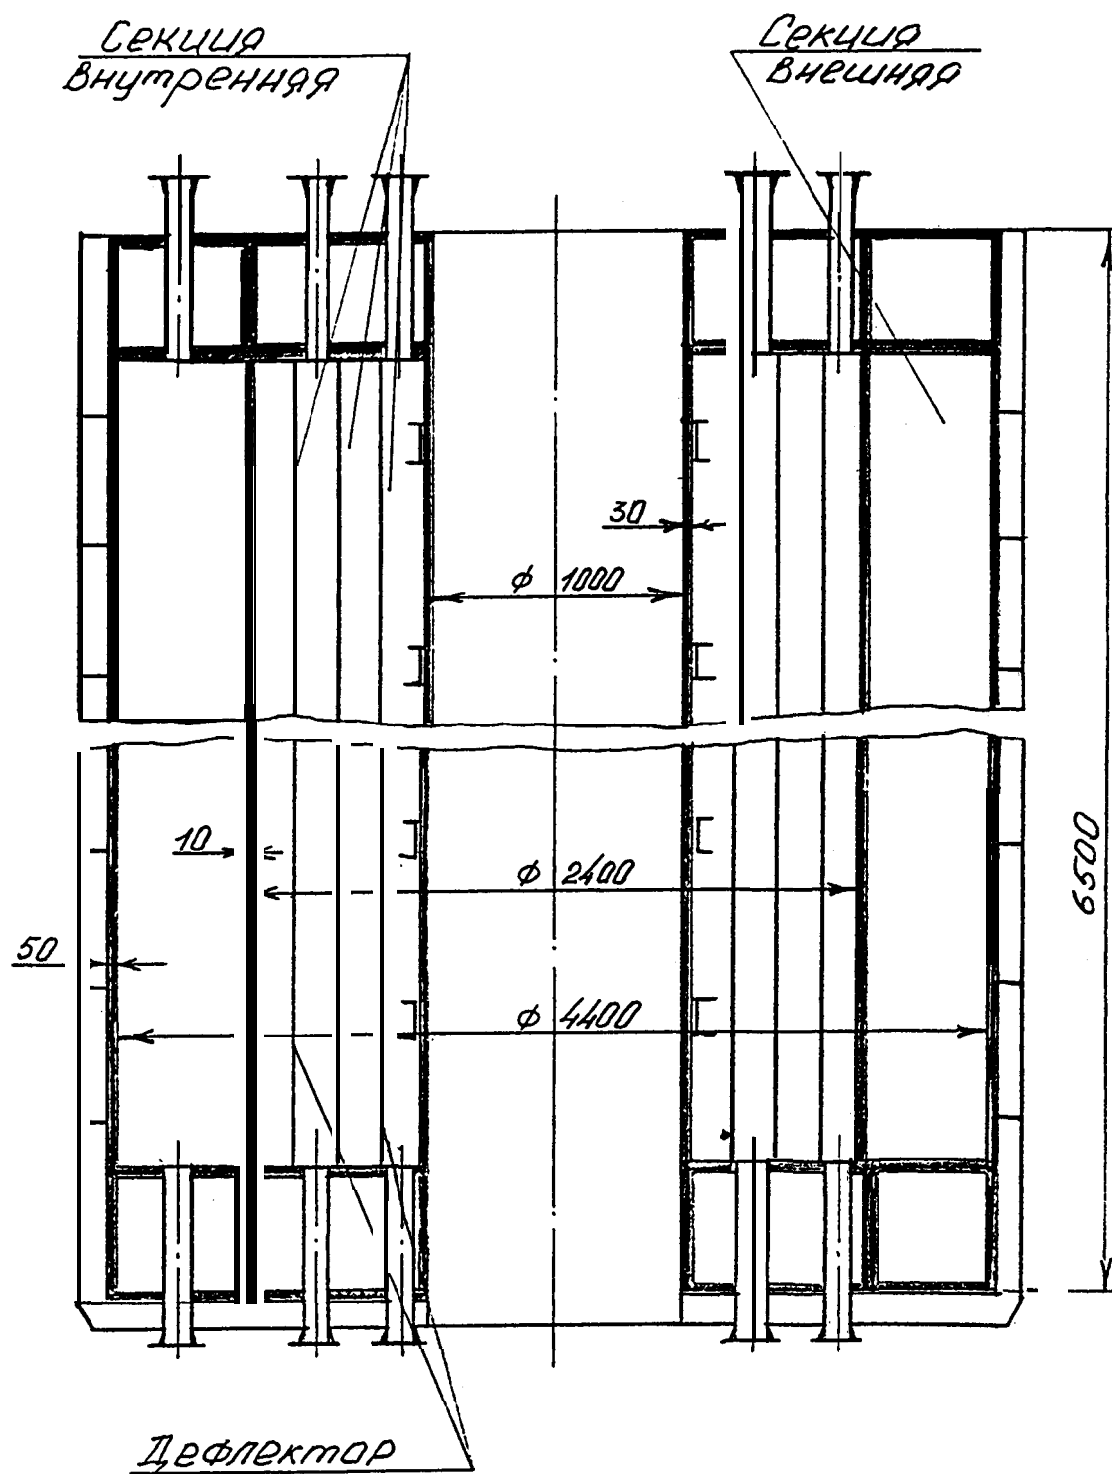 Секция
внутренняя
Секция
внешняя
30
ϕ 1000
10
ϕ 2400
6500
50
ϕ 4400
Дефлектор